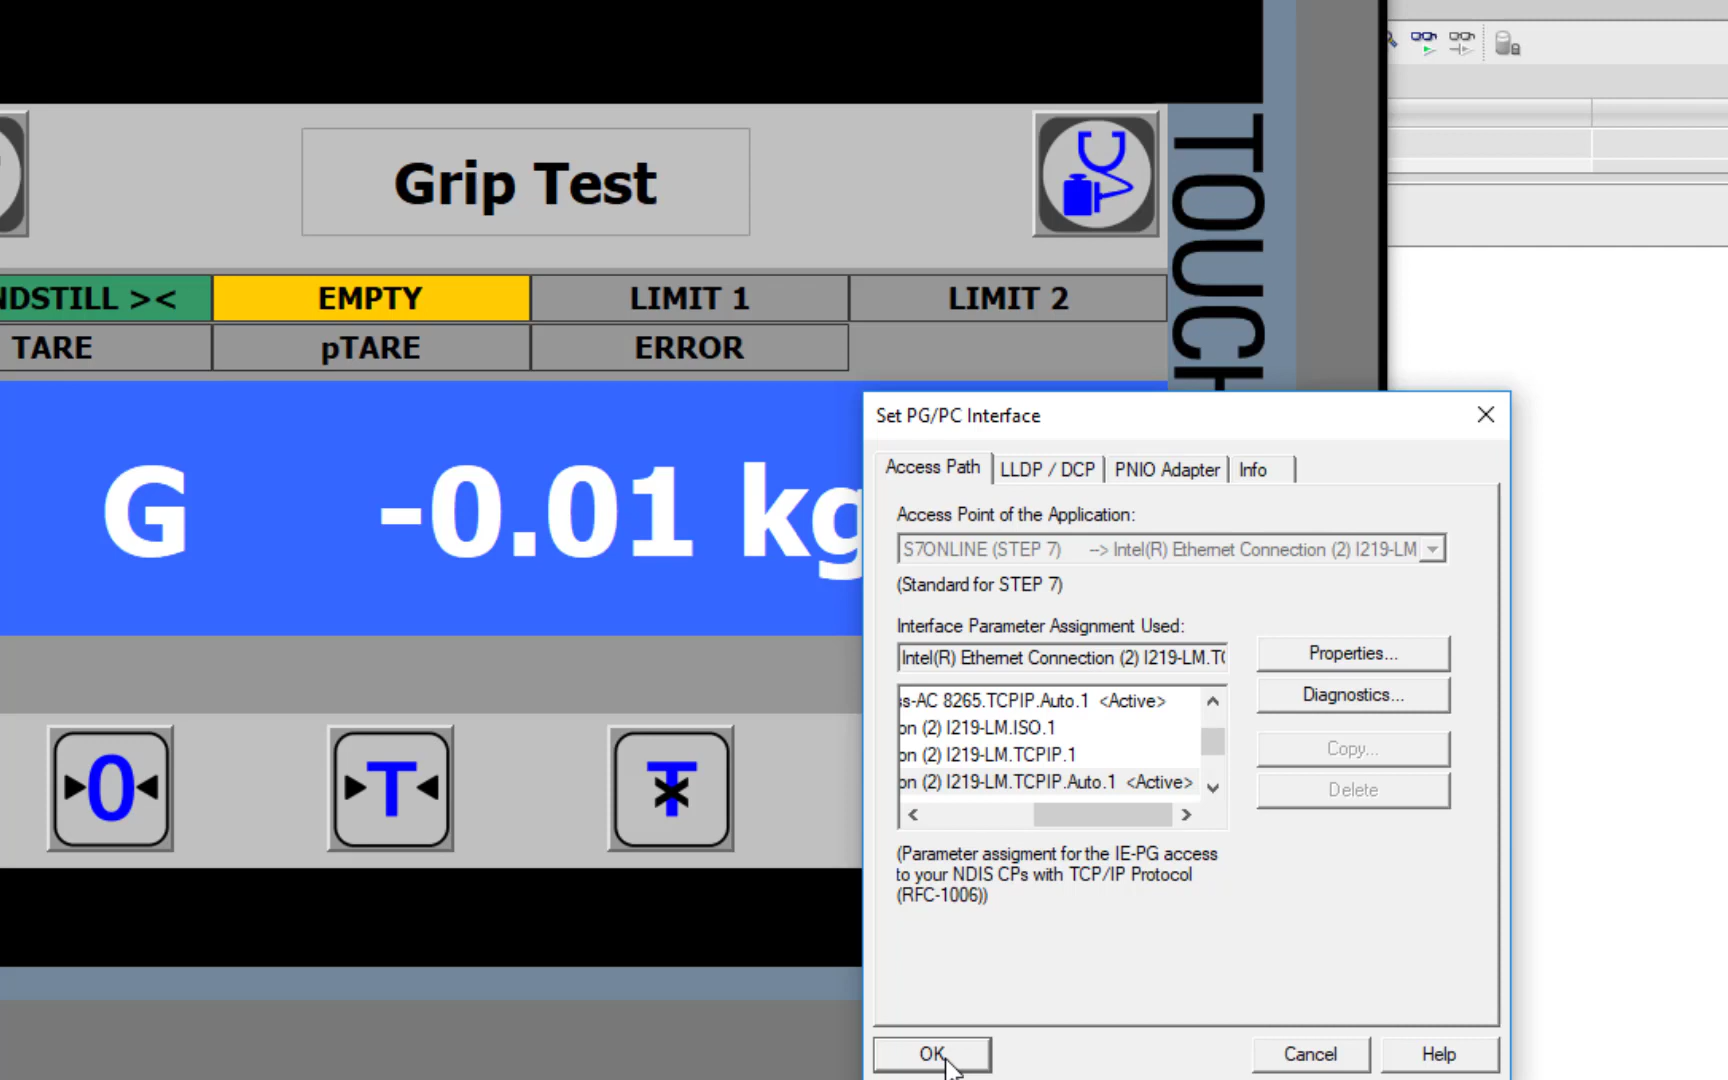 Grip Test
TOUCH
NDSTILL ><
EMPTY
LIMIT 1
LIMIT 2
TARE
pTARE
ERROR
G -0.01 kg
>0<
>T<
T
Set PG/PC Interface
Access Path
LLDP / DCP
PNIO Adapter
Info
Access Point of the Application:
S7ONLINE (STEP 7) --> Intel(R) Ethernet Connection (2) I219-LM
(Standard for STEP 7)
Interface Parameter Assignment Used:
Intel(R) Ethernet Connection (2) I219-LM.TC
Properties...
s-AC 8265.TCPIP.Auto.1 <Active>
Diagnostics...
on (2) I219-LM.ISO.1
on (2) I219-LM.TCPIP.1
Copy...
on (2) I219-LM.TCPIP.Auto.1 <Active>
Delete
(Parameter assigment for the IE-PG access
to your NDIS CPs with TCP/IP Protocol
(RFC-1006))
OK
Cancel
Help